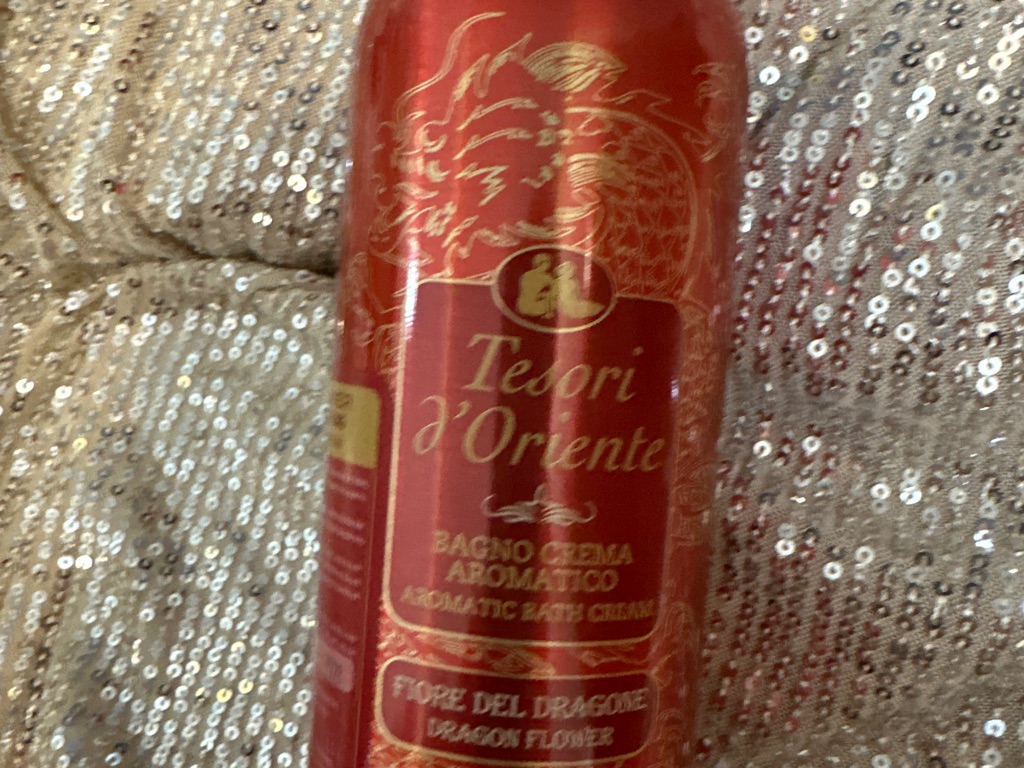 Tesori
d'Oriente
BAGNO CREMA
AROMATICO
AROMATIC BATH CREAM
FIORE DEL DRAGONE
DRAGON FLOWER